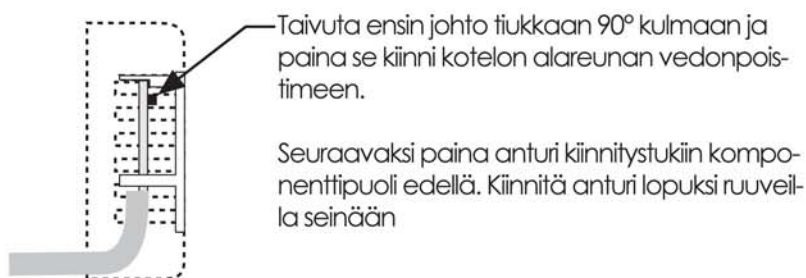 Taivuta ensin johto tiukkaan 90° kulmaan ja
paina se kiinni kotelon alareunan vedonpois-
timeen.
Seuraavaksi paina anturi kiinnitystukiin kompo-
nenttipuoli edellä. Kiinnitä anturi lopuksi ruuveil-
la seinään